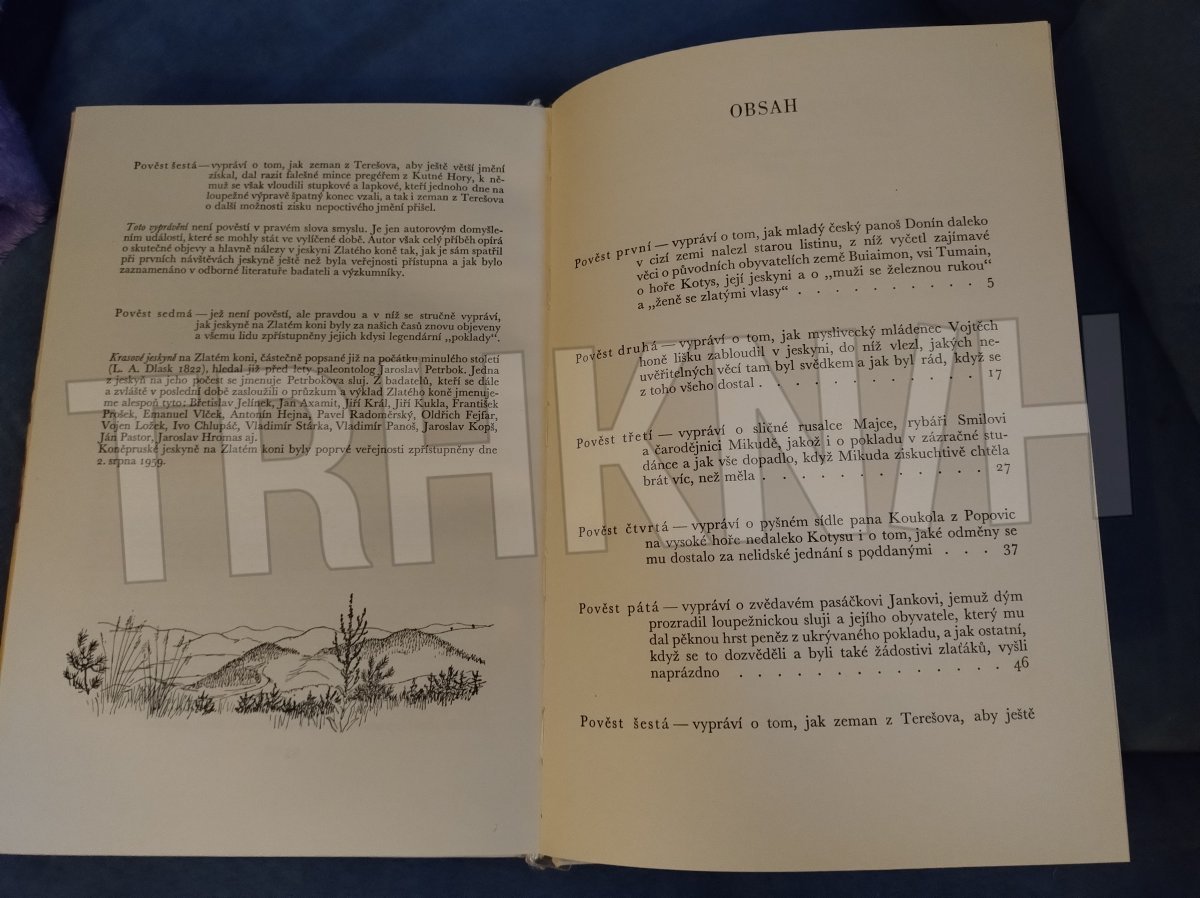 Pověst šestá — vypráví o tom, jak zeman z Terešova, aby ještě větší jmění
získal, dal razit falešné mince pregéřem z Kutné Hory, k ně-
muž se však vloudili stupkové a lapkové, kteří jednoho dne na
loupežné výpravě špatný konec vzali, a tak i zeman z Terešova
o další možnosti zisku nepoctivého jmění přišel.
Toto vyprávění není pověstí v pravém slova smyslu. Je jen autorovým domyšle-
ním událostí, které se mohly stát ve vylíčené době. Autor však celý příběh opírá
o skutečné objevy a hlavně nálezy v jeskyni Zlatého koně tak, jak je sám spatřil
při prvních návštěvách jeskyně ještě než byla veřejnosti přístupna a jak bylo
zaznamenáno v odborné literatuře badateli a výzkumníky.
Pověst sedmá — jež není pověstí, ale pravdou a v níž se stručně vypráví,
jak jeskyně na Zlatém koni byly za našich časů znovu objeveny
a všemu lidu zpřístupněny jejich kdysi legendární „poklady“.
Krasové jeskyně na Zlatém koni, částečně popsané již na počátku minulého století
(L. A. Dlask 1822), hledal již před lety paleontolog Jaroslav Petrbok. Jedna
z jeskyň na jeho počest se jmenuje Petrbokova sluj. Z badatelů, kteří se dále
a zvláště v poslední době zasloužili o průzkum a výklad Zlatého koně jmenuje-
me alespoň tyto: Břetislav Jelínek, Jan Axamit, Jiří Král, Jiří Kukla, František
Prošek, Emanuel Vlček, Antonín Hejna, Pavel Radoměrský, Oldřich Fejfar,
Vojen Ložek, Ivo Chlupáč, Vladimír Stárka, Vladimír Panoš, Jaroslav Kopš,
Ján Pastor, Jaroslav Hromas aj.
Koněpruské jeskyně na Zlatém koni byly poprvé veřejnosti zpřístupněny dne
2. srpna 1959.
OBSAH
Pověst první — vypráví o tom, jak mladý český panoš Donín daleko
v cizí zemi nalezl starou listinu, z níž vyčetl zajímavé
věci o původních obyvatelích země Buiaimon, vsi Tumain,
o hoře Kotys, její jeskyni a o „muži se železnou rukou“
a „ženě se zlatými vlasy“ . . . . . . . . . . 5
Pověst druhá — vypráví o tom, jak myslivecký mládenec Vojtěch
honě lišku zabloudil v jeskyni, do níž vlezl, jakých ne-
uvěřitelných věcí tam byl svědkem a jak byl rád, když se
z toho všeho dostal . . . . . . . . . . . . 17
Pověst třetí — vypráví o sličné rusalce Majce, rybáři Smilovi
a čarodějnici Mikudě, jakož i o pokladu v zázračné stu-
dánce a jak vše dopadlo, když Mikuda ziskuchtivě chtěla
brát víc, než měla . . . . . . . . . . . . 27
Pověst čtvrtá — vypráví o pyšném sídle pana Koukola z Popovic
na vysoké hoře nedaleko Kotysu i o tom, jaké odměny se
mu dostalo za nelidské jednání s poddanými . . . 37
Pověst pátá — vypráví o zvědavém pasáčkovi Jankovi, jemuž dým
prozradil loupežnickou sluji a jejího obyvatele, který mu
dal pěknou hrst peněz z ukrývaného pokladu, a jak ostatní,
když se to dozvěděli a byli také žádostivi zlaťáků, vyšli
naprázdno . . . . . . . . . . . . . 46
Pověst šestá — vypráví o tom, jak zeman z Terešova, aby ještě
TRHKNIH